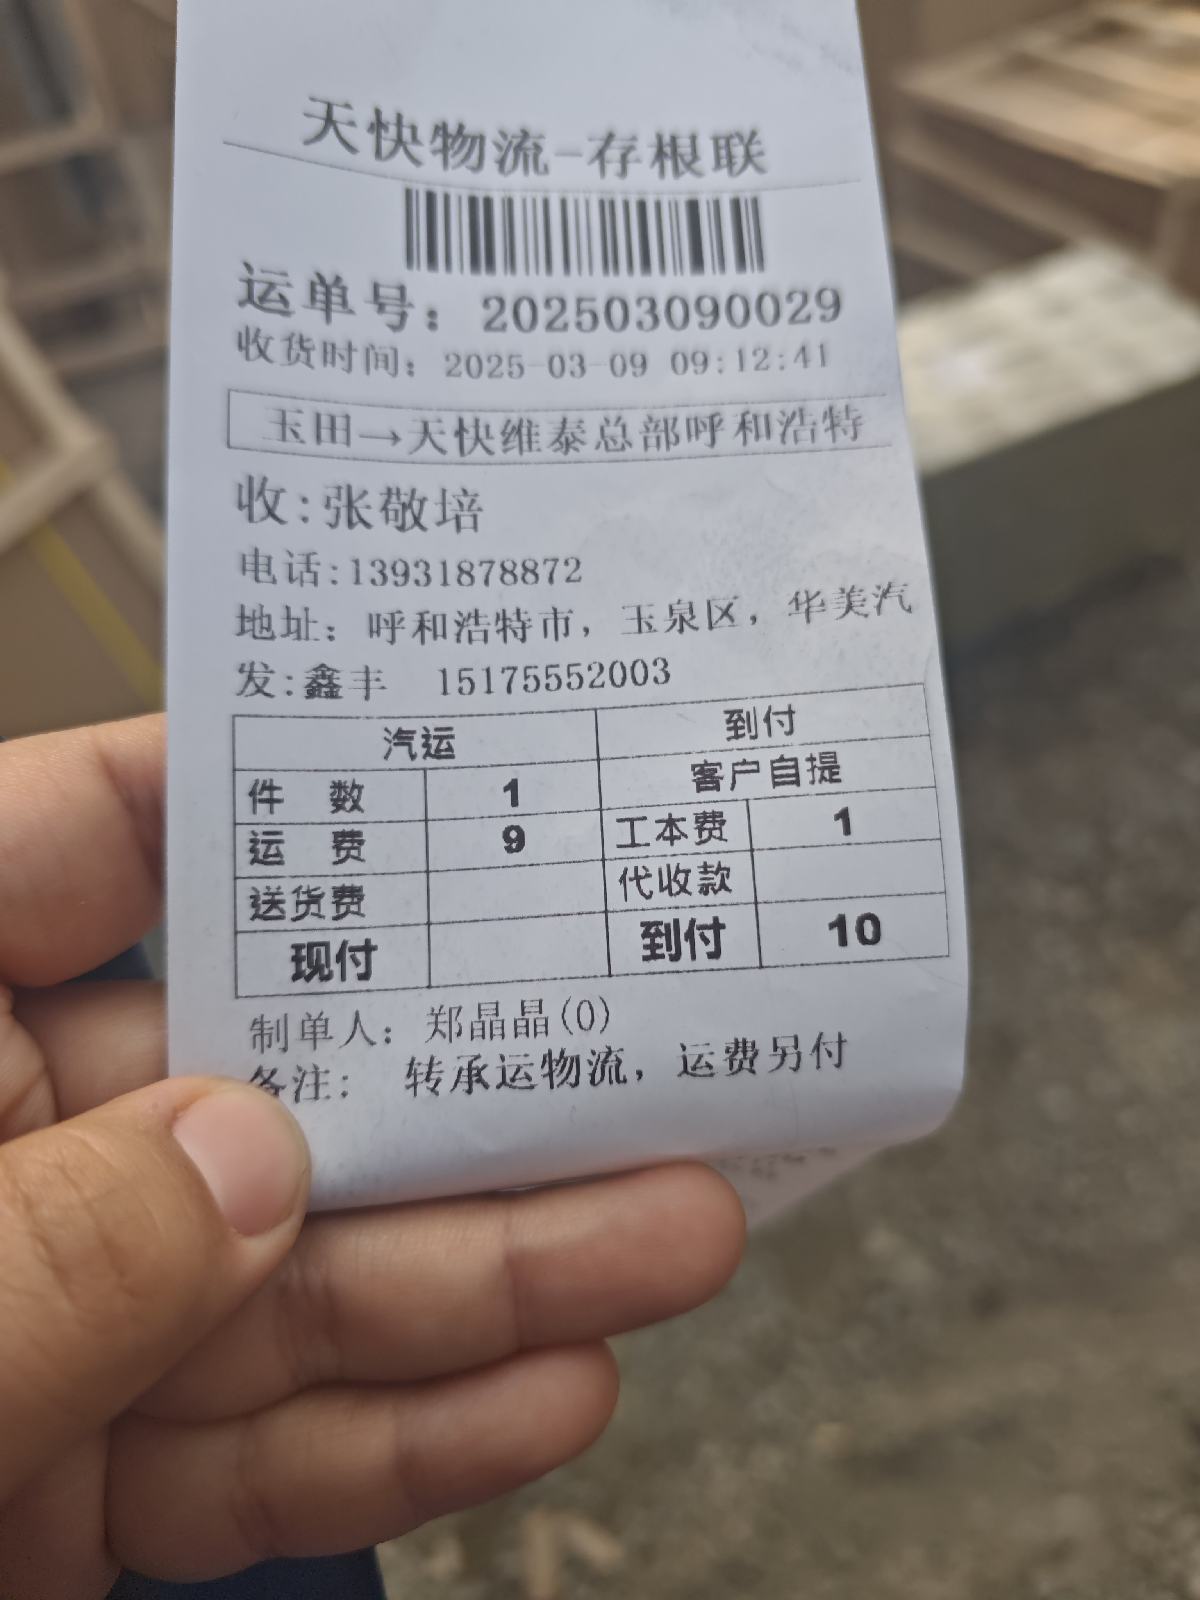 天快物流-存根联
运单号：202503090029
收货时间：2025-03-09 09:12:41
玉田→天快维泰总部呼和浩特
收:张敬培
电话:13931878872
地址：呼和浩特市，玉泉区，华美汽
发:鑫丰 15175552003
汽运 到付
件 数 1 客户自提
运 费 9 工本费 1
送货费 代收款
现付 到付 10
制单人：郑晶晶(0)
备注： 转承运物流，运费另付